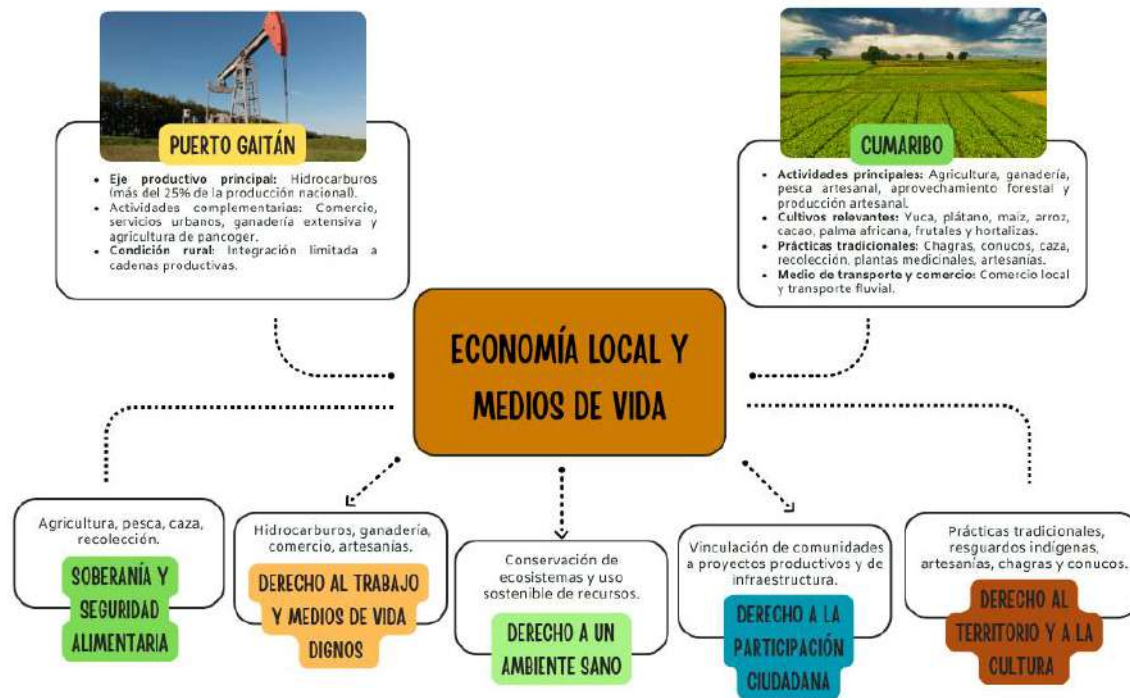 PUERTO GAITÁN
• Eje productivo principal: Hidrocarburos
(más del 25% de la producción nacional).
• Actividades complementarias: Comercio,
servicios urbanos, ganadería extensiva y
agricultura de pancoger.
• Condición rural: Integración limitada a
cadenas productivas.
CUMARIBO
• Actividades principales: Agricultura, ganadería,
pesca artesanal, aprovechamiento forestal y
producción artesanal.
• Cultivos relevantes: Yuca, plátano, maíz, arroz,
cacao, palma africana, frutales y hortalizas.
• Prácticas tradicionales: Chagras, conucos, caza,
recolección, plantas medicinales, artesanías.
• Medio de transporte y comercio: Comercio local
y transporte fluvial.
ECONOMÍA LOCAL Y
MEDIOS DE VIDA
Agricultura, pesca, caza,
recolección.
SOBERANÍA Y
SEGURIDAD
ALIMENTARIA
Hidrocarburos, ganadería,
comercio, artesanías.
DERECHO AL TRABAJO
Y MEDIOS DE VIDA
DIGNOS
Conservación de
ecosistemas y uso
sostenible de recursos.
DERECHO A UN
AMBIENTE SANO
Vinculación de comunidades
a proyectos productivos y de
infraestructura.
DERECHO A LA
PARTICIPACIÓN
CIUDADANA
Prácticas tradicionales,
resguardos indígenas,
artesanías, chagras y conucos.
DERECHO AL
TERRITORIO Y A LA
CULTURA